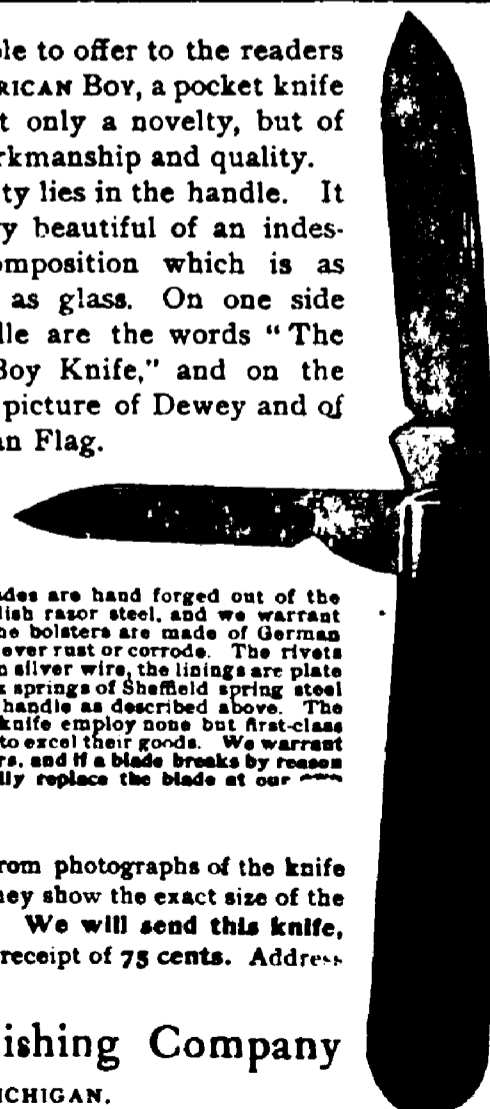 le to offer to the readers
RICAN BOY, a pocket knife
t only a novelty, but of
rkmanship and quality.
ty lies in the handle. It
y beautiful of an indes-
omposition which is as
as glass. On one side
lle are the words "The
Boy Knife," and on the
picture of Dewey and of
an Flag.
des are hand forged out of the
lish razor steel, and we warrant
he bolsters are made of German
ever rust or corrode. The rivets
n silver wire, the linings are plate
k springs of Sheffield spring steel
handle as described above. The
knife employ none but first-class
to excel their goods. We warrant
rs, and if a blade breaks by reason
lly replace the blade at our
rom photographs of the knife
hey show the exact size of the
We will send this knife,
receipt of 75 cents. Address
ishing Company
ICHIGAN.